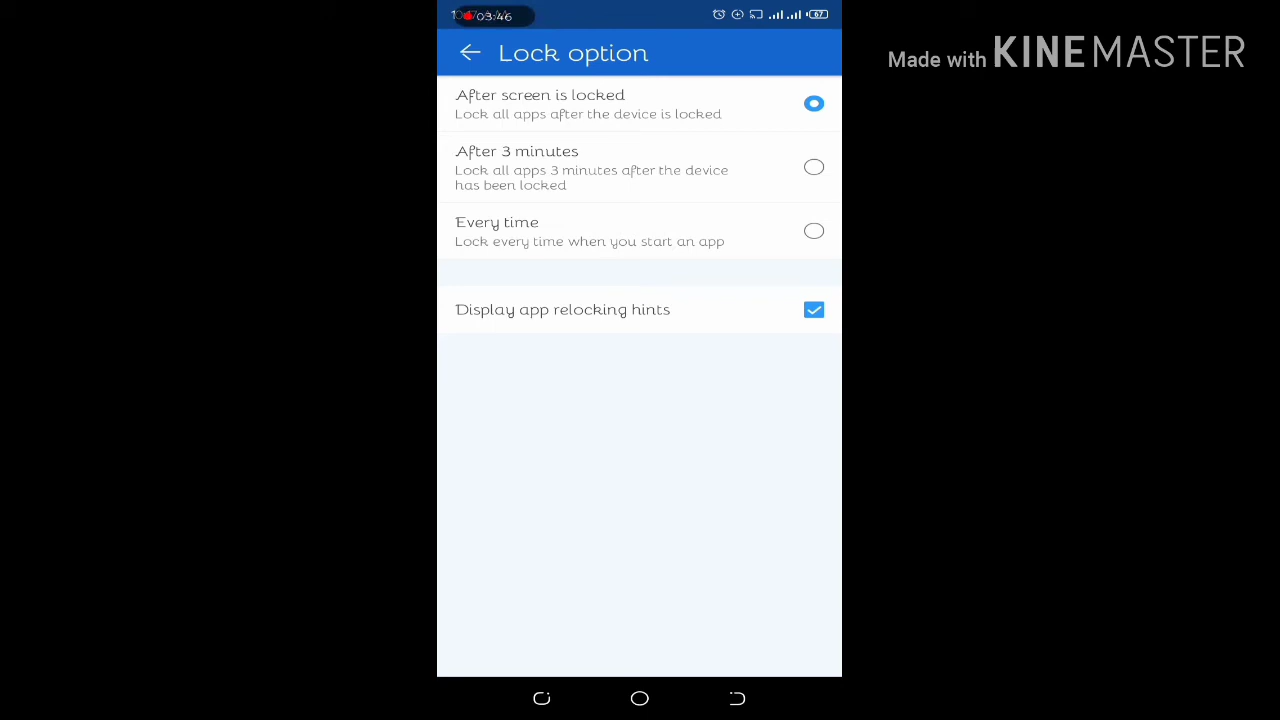 03:46
67
Lock option
Made with KINEMASTER
After screen is locked
Lock all apps after the device is locked
After 3 minutes
Lock all apps 3 minutes after the device
has been locked
Every time
Lock every time when you start an app
Display app relocking hints